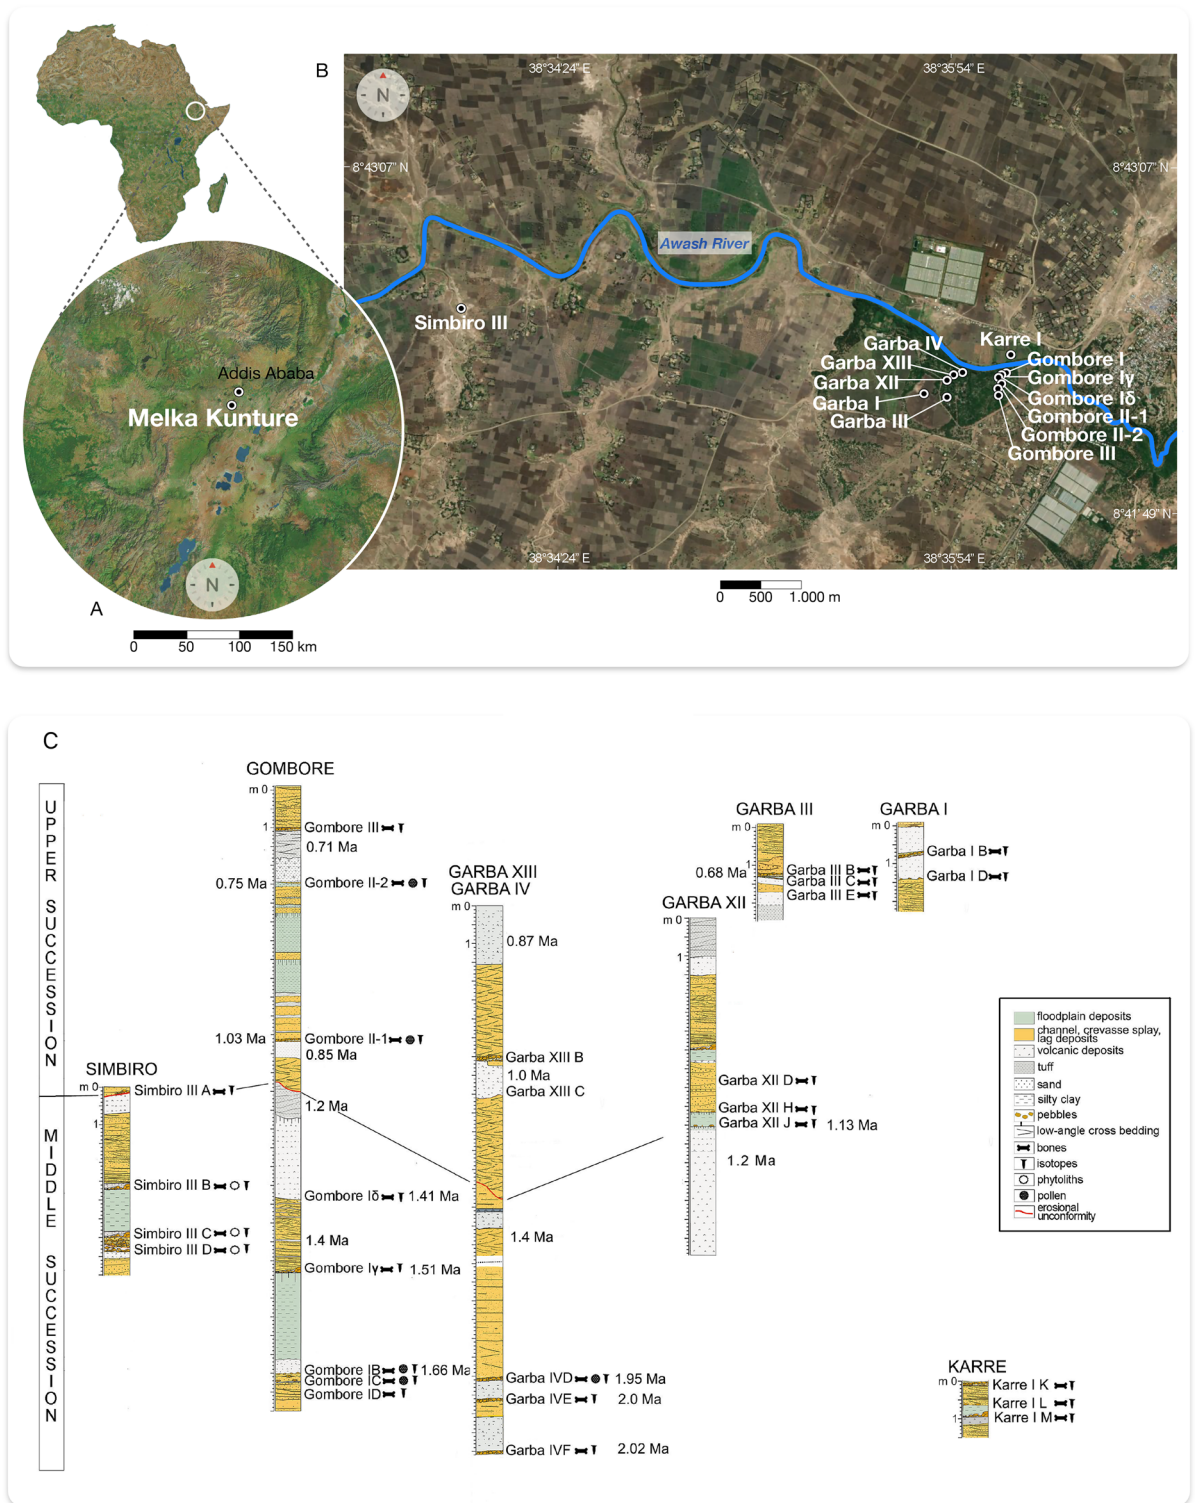 B
N
38°34'24" E
38°35'54" E
8°43'07" N
8°43'07" N
Awash River
Simbiro III
Karre I
Garba IV
Garba XIII
Garba XII
Garba I
Garba III
Gombore I
Gombore Iγ
Gombore Iδ
Gombore II-1
Gombore II-2
Gombore III
8°41'49" N
38°34'24" E
38°35'54" E
0 500 1.000 m
Addis Ababa
Melka Kunture
N
A
0 50 100 150 km
C
UPPER SUCCESSION
MIDDLE SUCCESSION
SIMBIRO
m 0
1
Simbiro III A
Simbiro III B
Simbiro III C
Simbiro III D
GOMBORE
m 0
1
Gombore III
0.71 Ma
0.75 Ma
Gombore II-2
1.03 Ma
Gombore II-1
0.85 Ma
1.2 Ma
Gombore Iδ 1.41 Ma
1.4 Ma
Gombore Iγ 1.51 Ma
Gombore IB 1.66 Ma
Gombore IC
Gombore ID
GARBA XIII
GARBA IV
m 0
1
0.87 Ma
Garba XIII B
1.0 Ma
Garba XIII C
1.4 Ma
Garba IVD 1.95 Ma
Garba IVE 2.0 Ma
Garba IVF 2.02 Ma
GARBA XII
m 0
1
Garba XII D
Garba XII H
Garba XII J 1.13 Ma
1.2 Ma
GARBA III
m 0
1
0.68 Ma
Garba III B
Garba III C
Garba III E
GARBA I
m 0
1
Garba I B
Garba I D
KARRE
m 0
1
Karre I K
Karre I L
Karre I M
floodplain deposits
channel, crevasse splay,
lag deposits
volcanic deposits
tuff
sand
silty clay
pebbles
low-angle cross bedding
bones
isotopes
phytoliths
pollen
erosional
unconformity